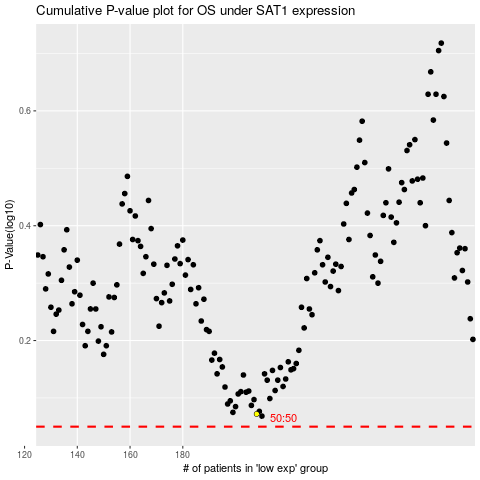 Cumulative P-value plot for OS under SAT1 expression
P-Value(log10)
0.6
0.4
0.2
50:50
120 140 160 180
# of patients in 'low exp' group